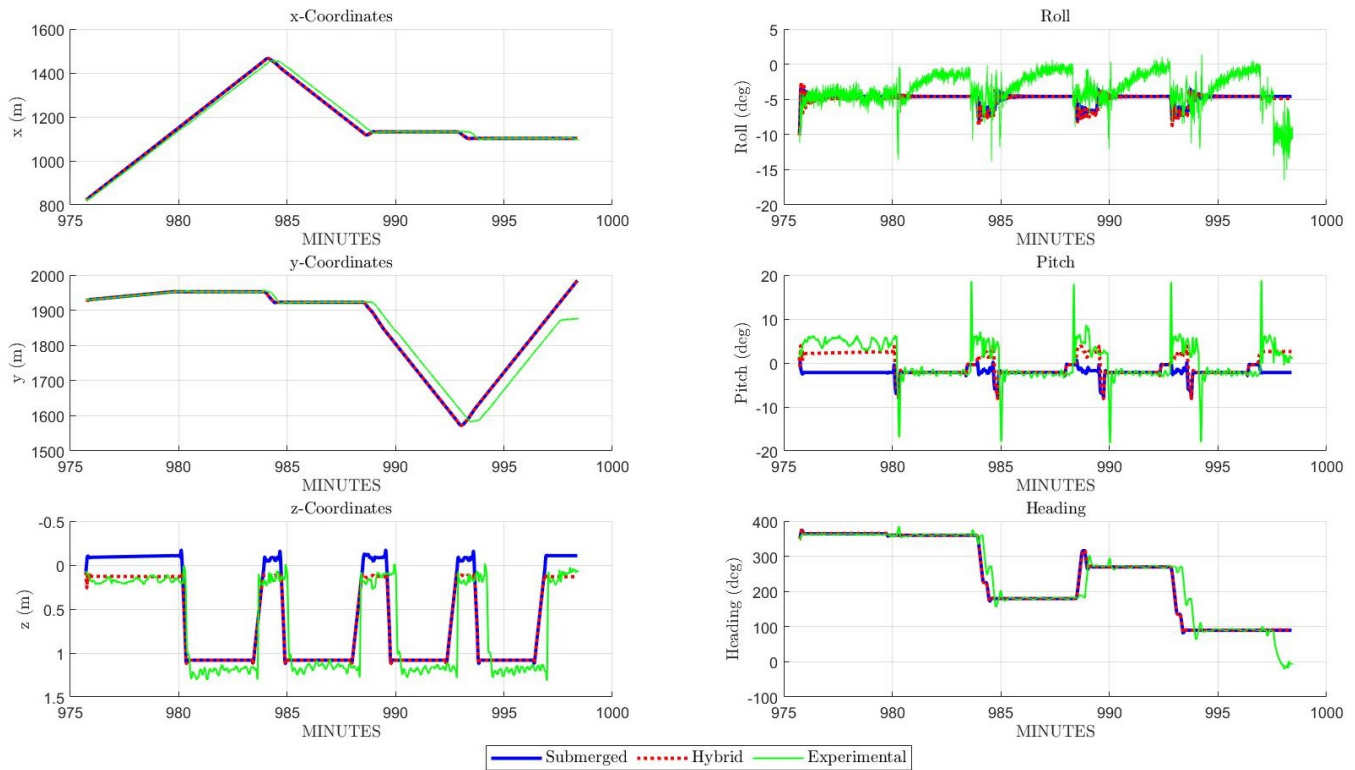 x-Coordinates
1600
1400
1200
1000
800
x (m)
975 980 985 990 995 1000
MINUTES
Roll
5
0
-5
-10
-15
-20
Roll (deg)
975 980 985 990 995 1000
MINUTES
y-Coordinates
2000
1900
1800
1700
1600
1500
y (m)
975 980 985 990 995 1000
MINUTES
Pitch
20
10
0
-10
-20
Pitch (deg)
975 980 985 990 995 1000
MINUTES
z-Coordinates
-0.5
0
0.5
1
1.5
z (m)
975 980 985 990 995 1000
MINUTES
Heading
400
300
200
100
0
-100
Heading (deg)
975 980 985 990 995 1000
MINUTES
Submerged Hybrid Experimental